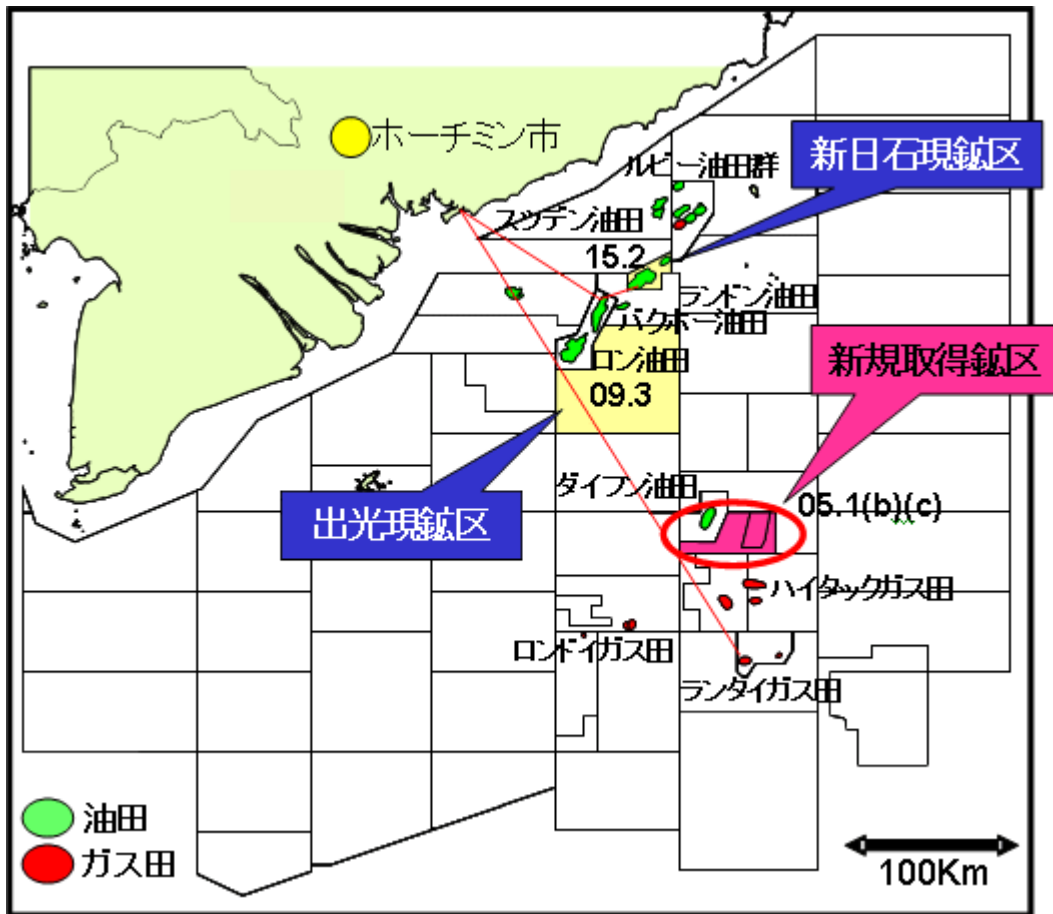 ホーチミン市
新日石現鉱区
ルビー油田群
スツデン油田
15.2
ランドン油田
バクホー油田
ロン油田
09.3
新規取得鉱区
ダイフン油田
05.1(b)(c)
出光現鉱区
ハイタックガス田
ロンドイガス田
ランタイガス田
油田
ガス田
100Km